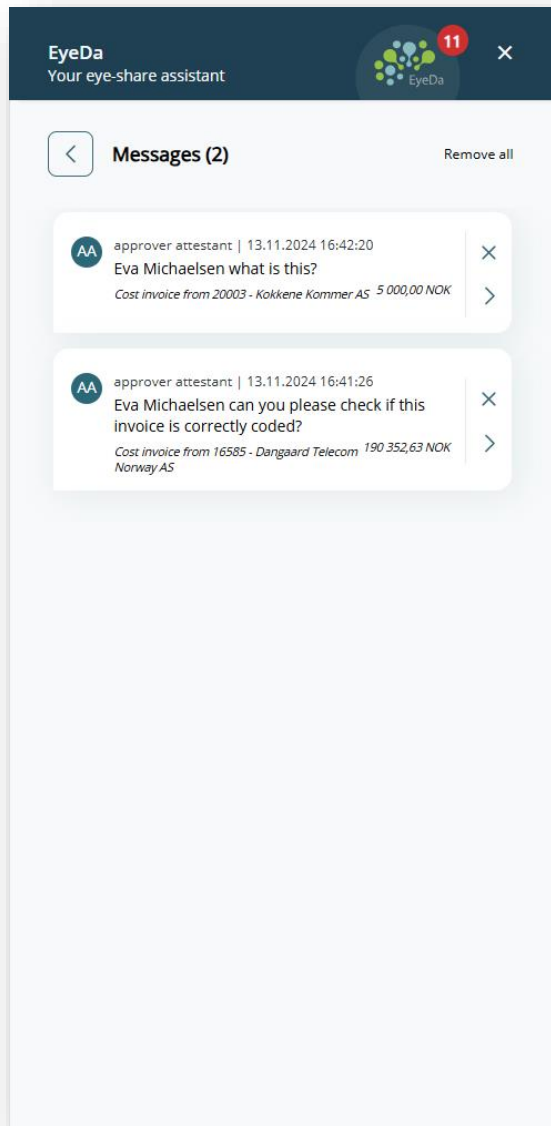 EyeDa
Your eye-share assistant
11
EyeDa
Messages (2)
Remove all
AA
approver attestant | 13.11.2024 16:42:20
Eva Michaelsen what is this?
Cost invoice from 20003 - Kokkene Kommer AS 5 000,00 NOK
AA
approver attestant | 13.11.2024 16:41:26
Eva Michaelsen can you please check if this
invoice is correctly coded?
Cost invoice from 16585 - Dangaard Telecom 190 352,63 NOK
Norway AS